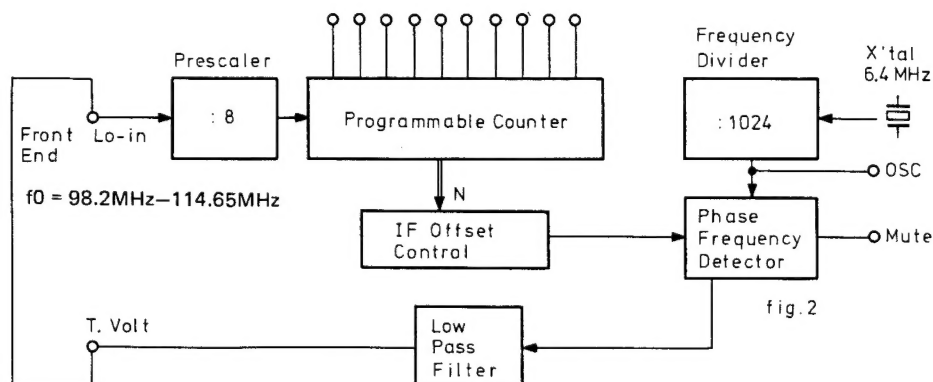 Prescaler
: 8
Programmable Counter
Frequency
Divider
: 1024
X'tal
6.4 MHz
Front
End
Lo-in
f0 = 98.2MHz–114.65MHz
N
IF Offset
Control
OSC
Phase
Frequency
Detector
Mute
fig. 2
T. Volt
Low
Pass
Filter